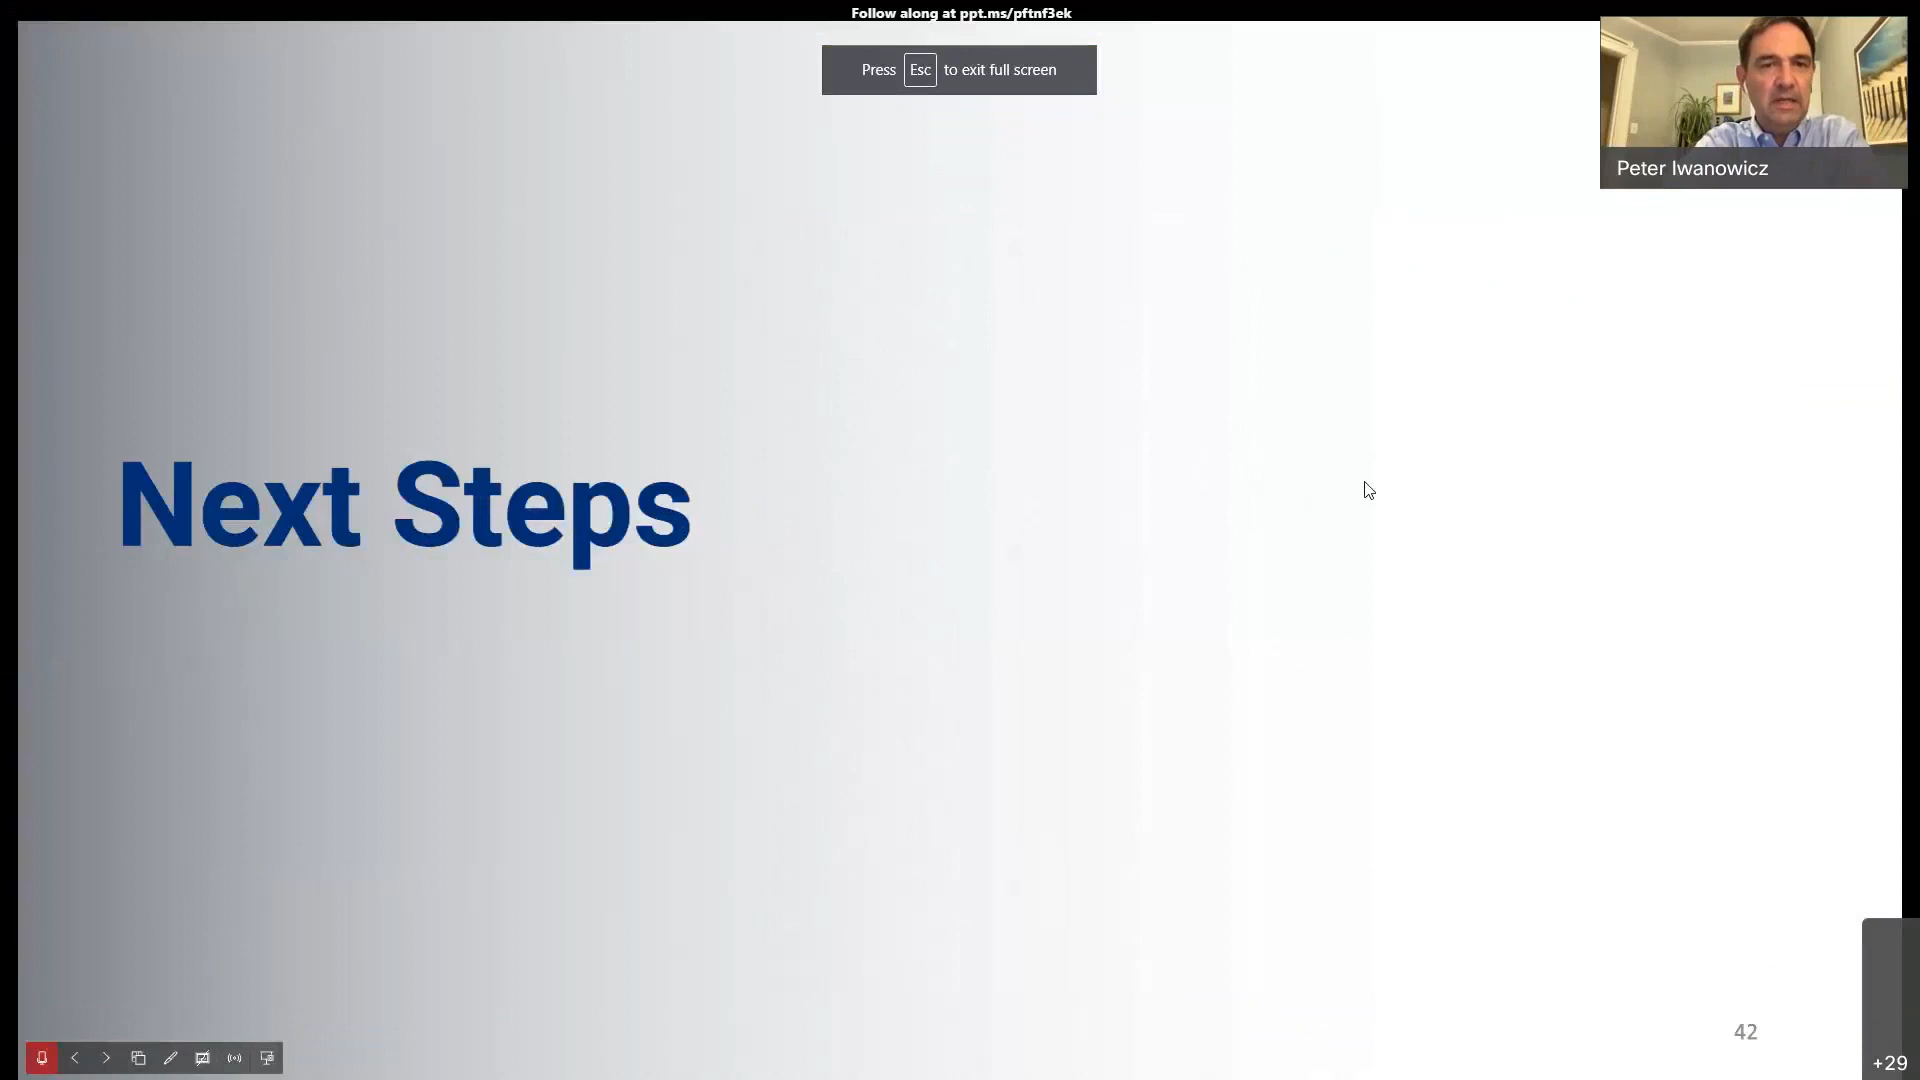 Follow along at ppt.ms/pftnf3ek
Press Esc to exit full screen
Peter Iwanowicz
Next Steps
42
+29